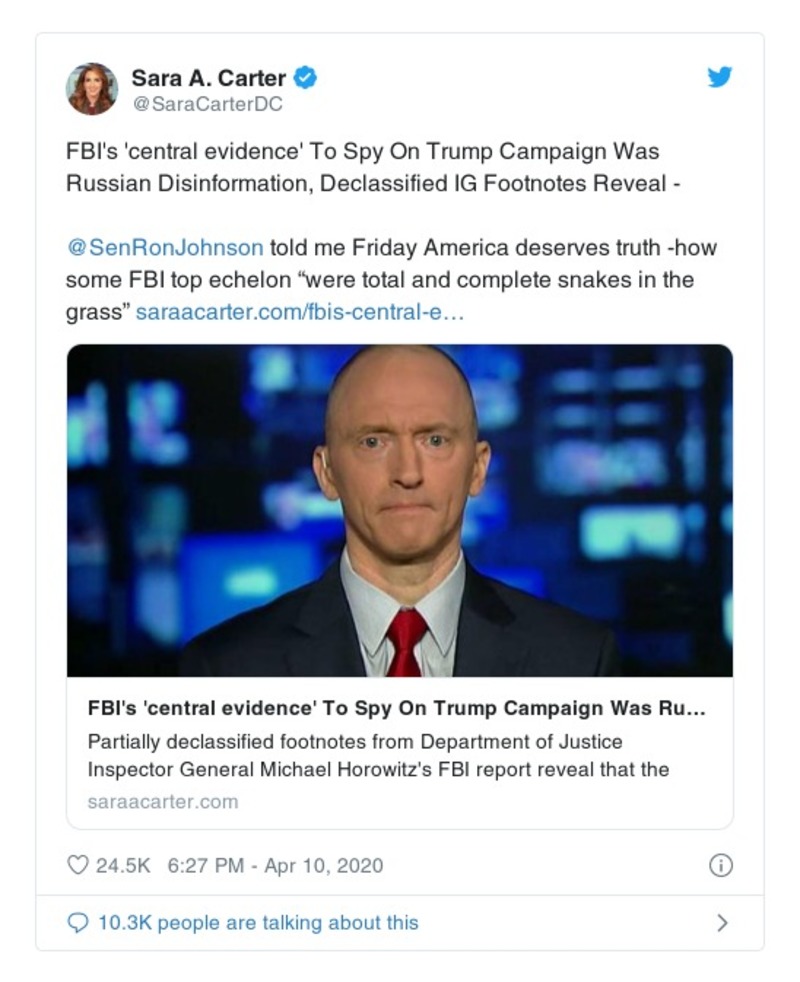 Sara A. Carter
@SaraCarterDC
FBI's 'central evidence' To Spy On Trump Campaign Was
Russian Disinformation, Declassified IG Footnotes Reveal -
@SenRonJohnson told me Friday America deserves truth -how
some FBI top echelon “were total and complete snakes in the
grass” saraacarter.com/fbis-central-e…
FBI's 'central evidence' To Spy On Trump Campaign Was Ru...
Partially declassified footnotes from Department of Justice
Inspector General Michael Horowitz's FBI report reveal that the
saraacarter.com
24.5K 6:27 PM - Apr 10, 2020
10.3K people are talking about this